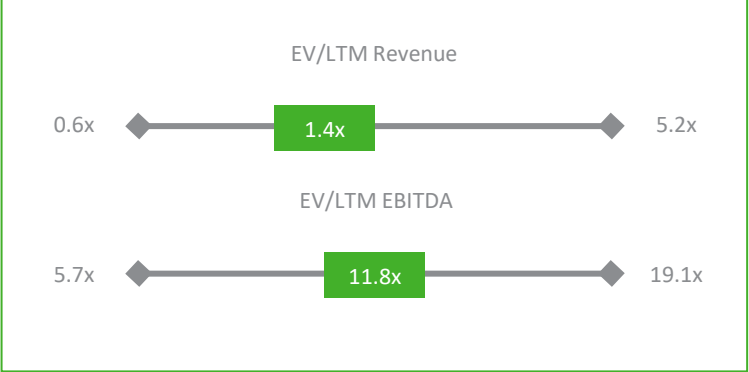 EV/LTM Revenue
0.6x 1.4x 5.2x
EV/LTM EBITDA
5.7x 11.8x 19.1x